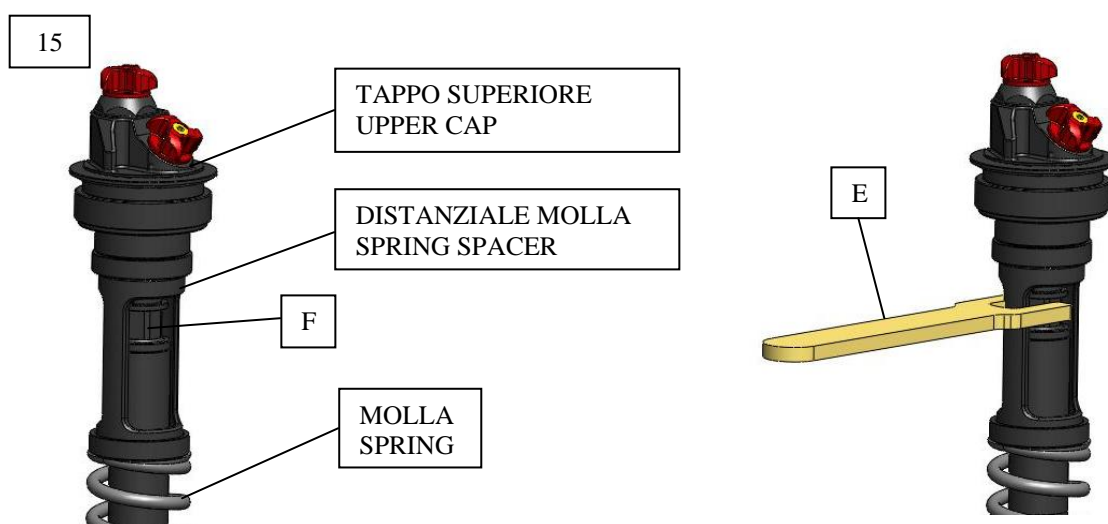 15
TAPPO SUPERIORE
UPPER CAP
E
DISTANZIALE MOLLA
SPRING SPACER
F
MOLLA
SPRING